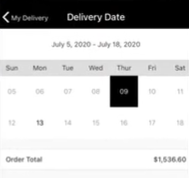 My Delivery Delivery Date
July 5, 2020 - July 18, 2020
Sun Mon Tue Wed Thur Fri Sat
05 06 07 08 09 10 11
12 13 14 15 16 17 18
Order Total $1,536.60